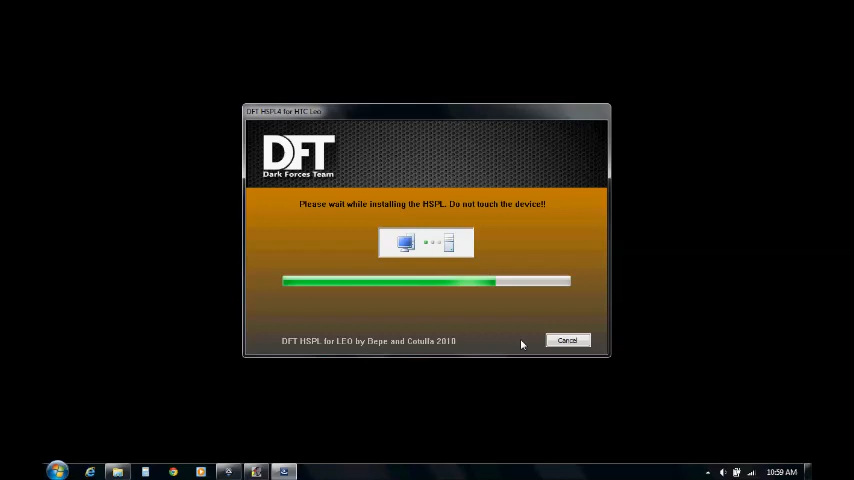 DFT HSPL4 for HTC Leo
DFT
Dark Forces Team
Please wait while installing the HSPL. Do not touch the device!!
DFT HSPL for LEO by Bepe and Cotulla 2010
Cancel
10:59 AM